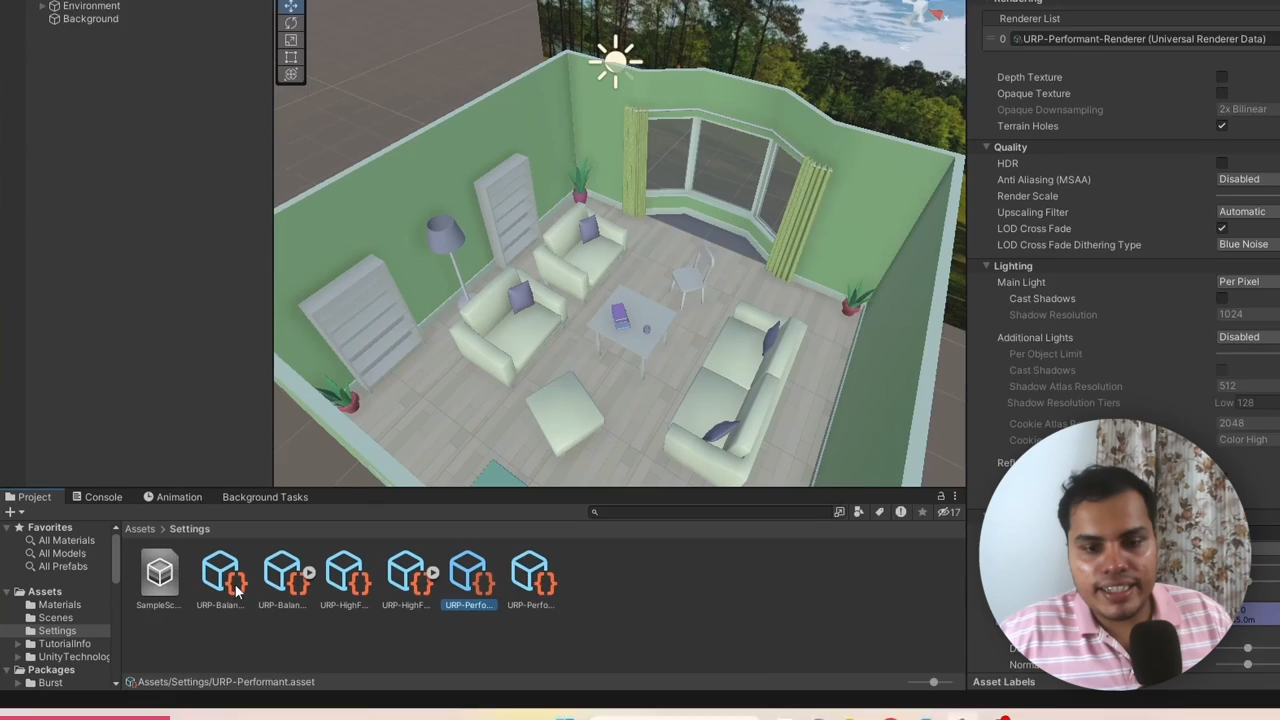 Environment
Background
Rendering
Renderer List
0 URP-Performant-Renderer (Universal Renderer Data)
Depth Texture
Opaque Texture
Opaque Downsampling 2x Bilinear
Terrain Holes
Quality
HDR
Anti Aliasing (MSAA) Disabled
Render Scale
Upscaling Filter Automatic
LOD Cross Fade
LOD Cross Fade Dithering Type Blue Noise
Lighting
Main Light Per Pixel
Cast Shadows
Shadow Resolution 1024
Additional Lights Disabled
Per Object Limit
Cast Shadows
Shadow Atlas Resolution 512
Shadow Resolution Tiers Low 128
Cookie Atlas R 2048
Cookie Color High
Project Console Animation Background Tasks
17
Favorites
All Materials
All Models
All Prefabs
Assets
Materials
Scenes
Settings
TutorialInfo
UnityTechnolog
Packages
Burst
Assets > Settings
SampleSc... URP-Balan... URP-Balan... URP-HighF... URP-HighF... URP-Perfo... URP-Perfo...
Assets/Settings/URP-Performant.asset
Asset Labels